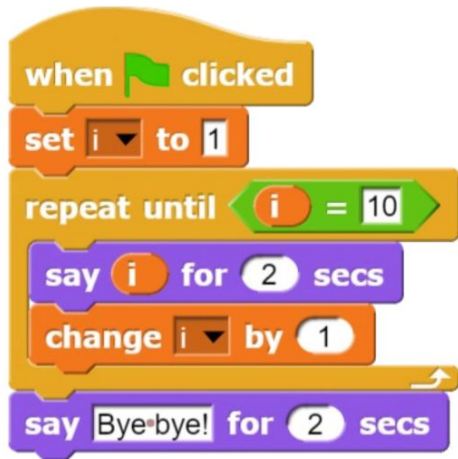 when clicked
set i to 1
repeat until i = 10
say i for 2 secs
change i by 1
say Bye bye! for 2 secs